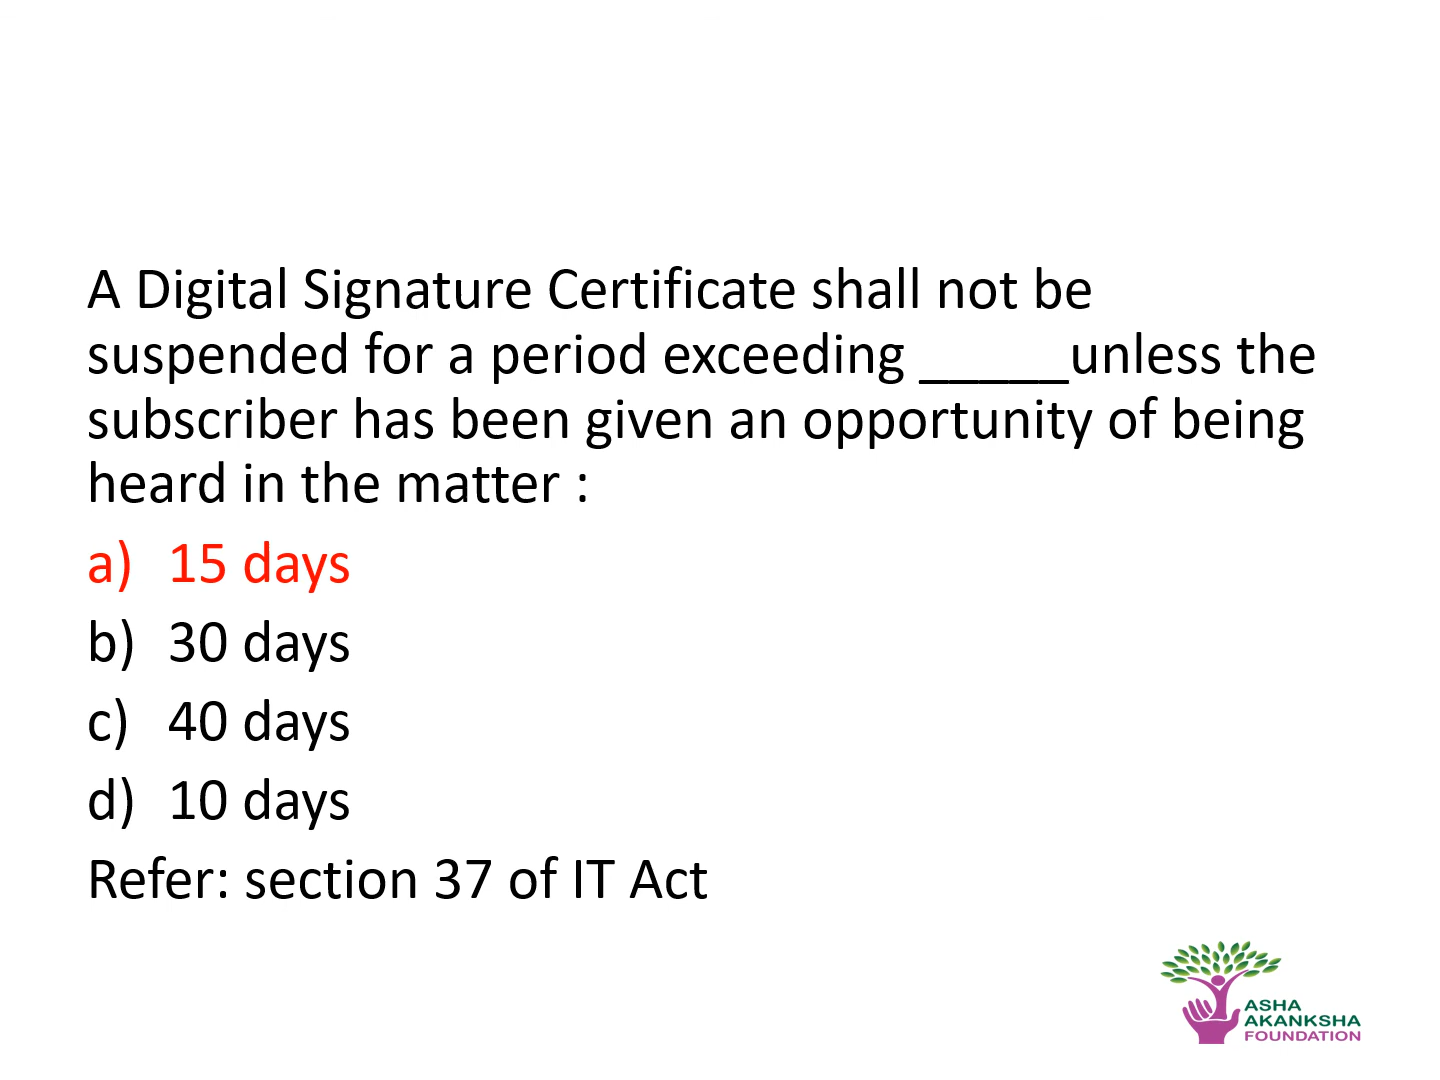 A Digital Signature Certificate shall not be
suspended for a period exceeding _____unless the
subscriber has been given an opportunity of being
heard in the matter :
a) 15 days
b) 30 days
c) 40 days
d) 10 days
Refer: section 37 of IT Act
ASHA
AKANKSHA
FOUNDATION